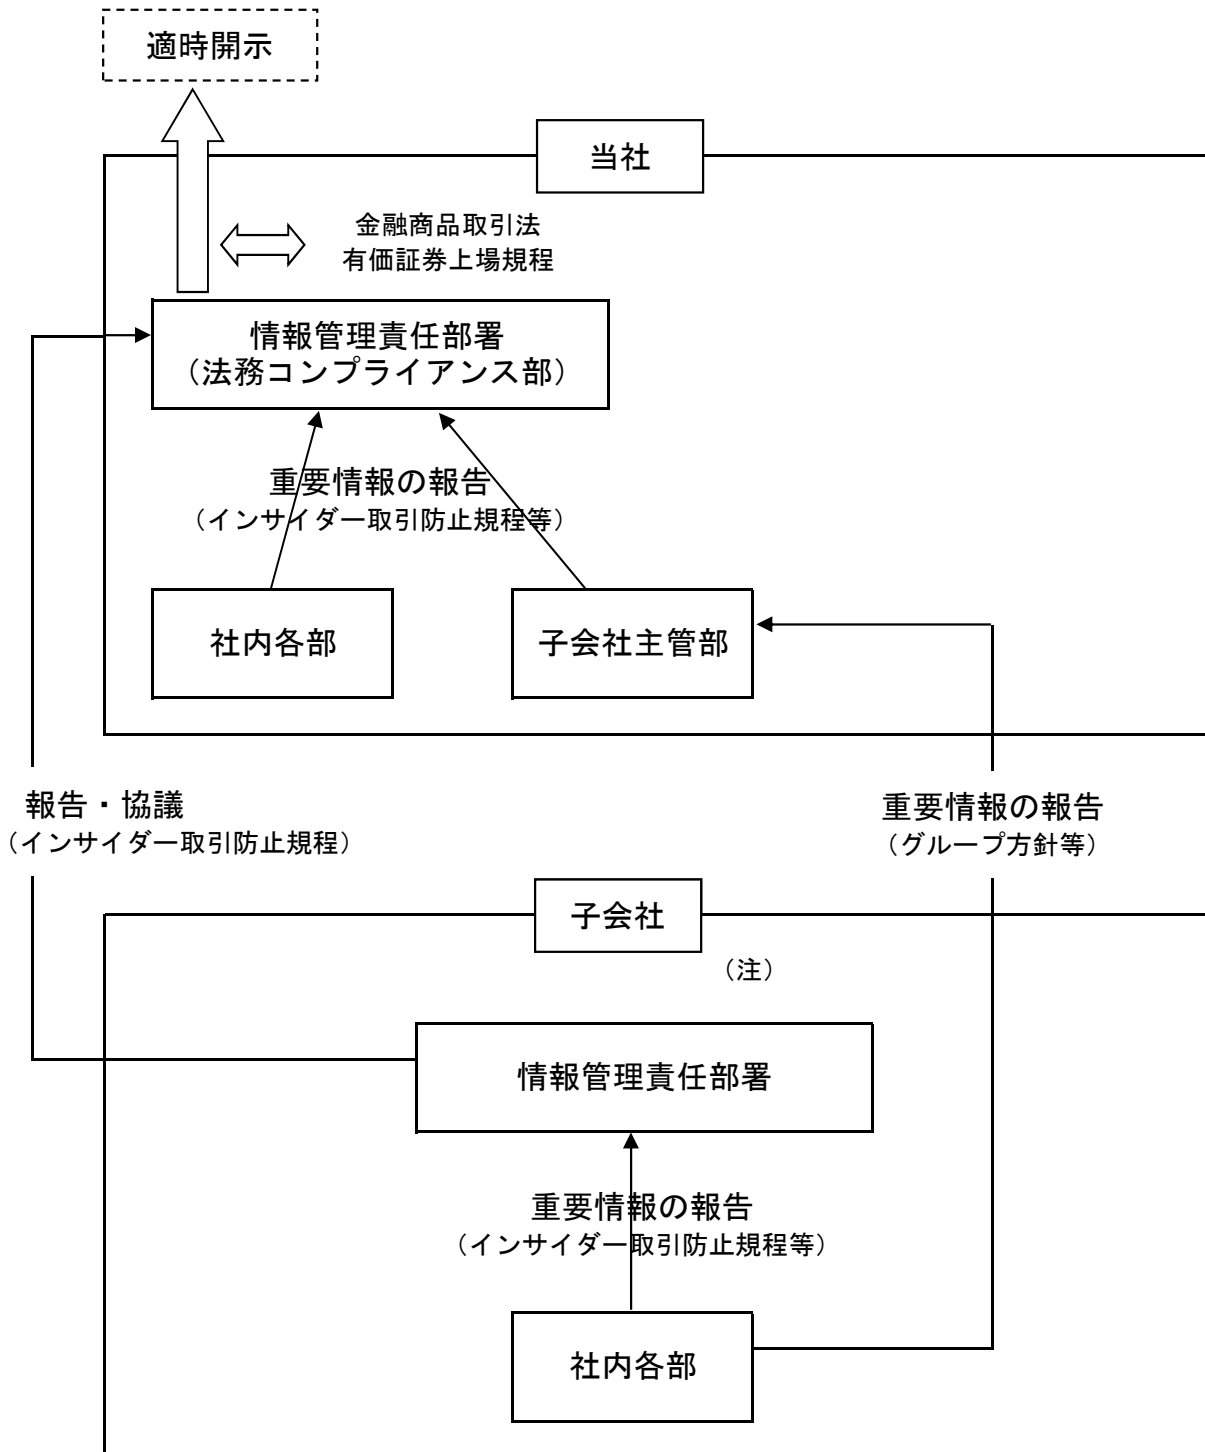 適時開示
当社
金融商品取引法
有価証券上場規程
情報管理責任部署
（法務コンプライアンス部）
重要情報の報告
（インサイダー取引防止規程等）
社内各部
子会社主管部
報告・協議
（インサイダー取引防止規程）
重要情報の報告
（グループ方針等）
子会社
（注）
情報管理責任部署
重要情報の報告
（インサイダー取引防止規程等）
社内各部